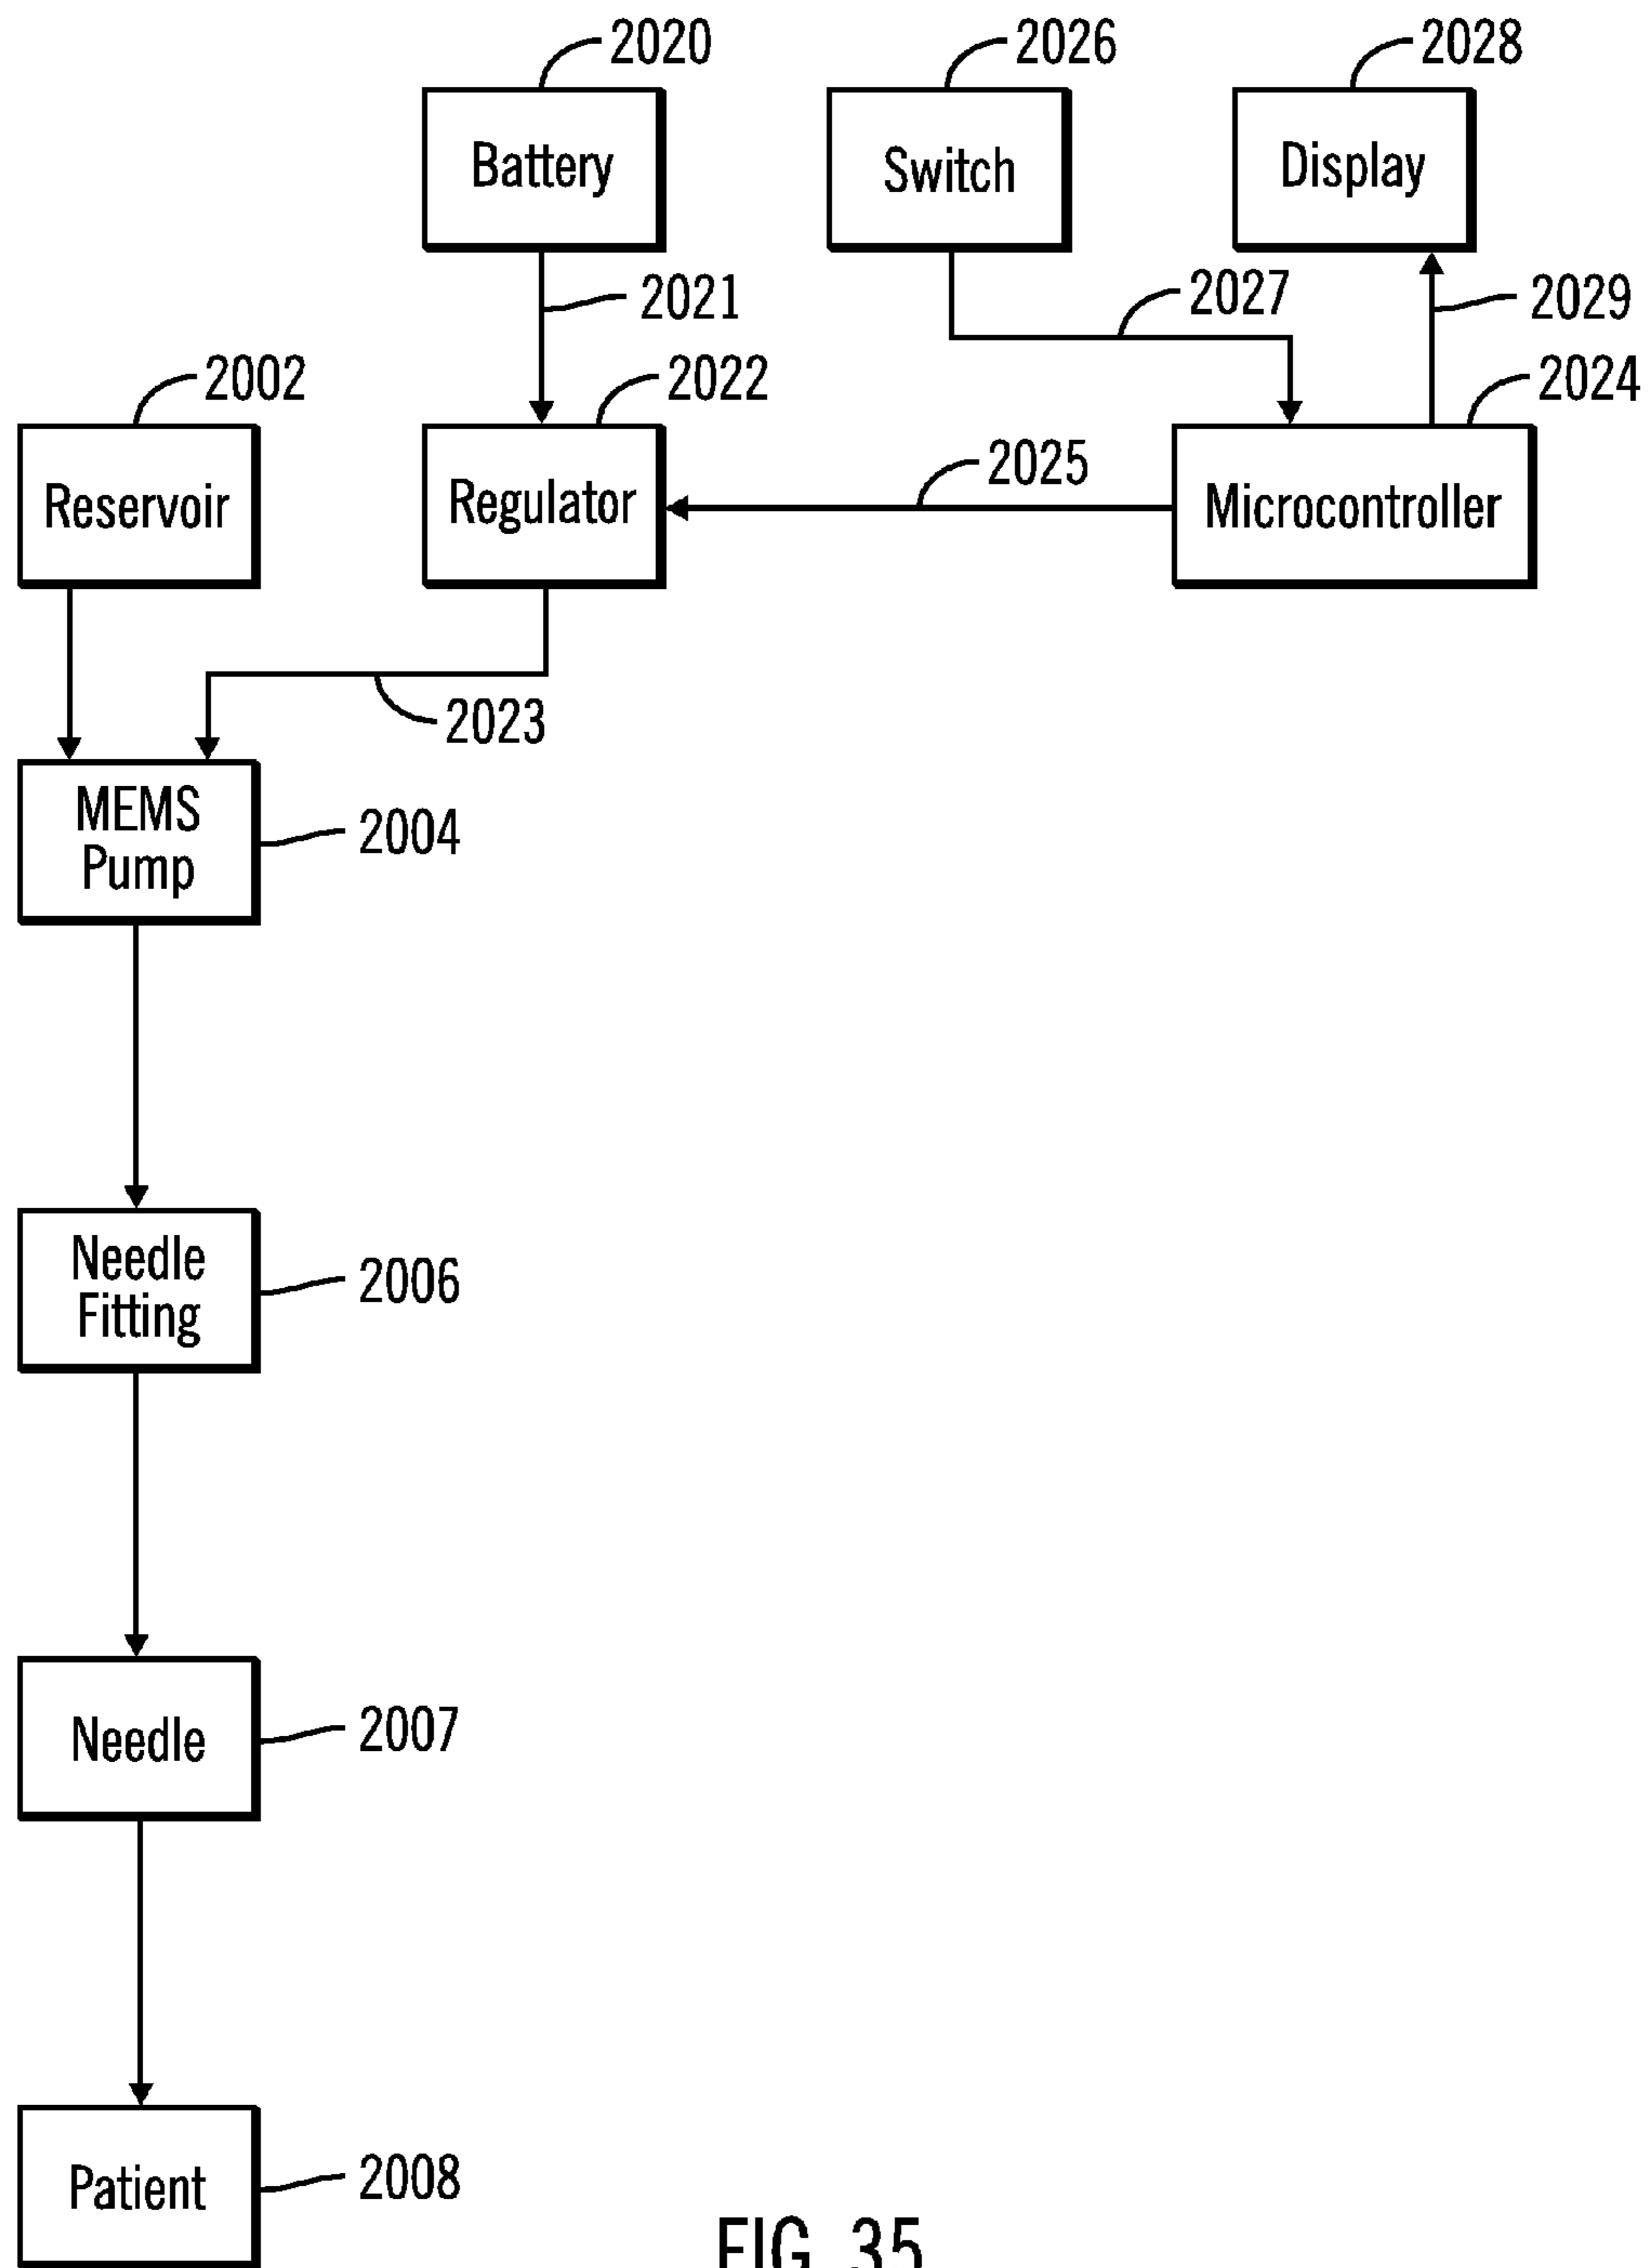 2020
2026
2028
Battery
Switch
Display
2021
2027
2029
2002
2022
2024
Reservoir
Regulator
2025
Microcontroller
2023
MEMS
Pump
2004
Needle
Fitting
2006
Needle
2007
Patient
2008
FIG. 35